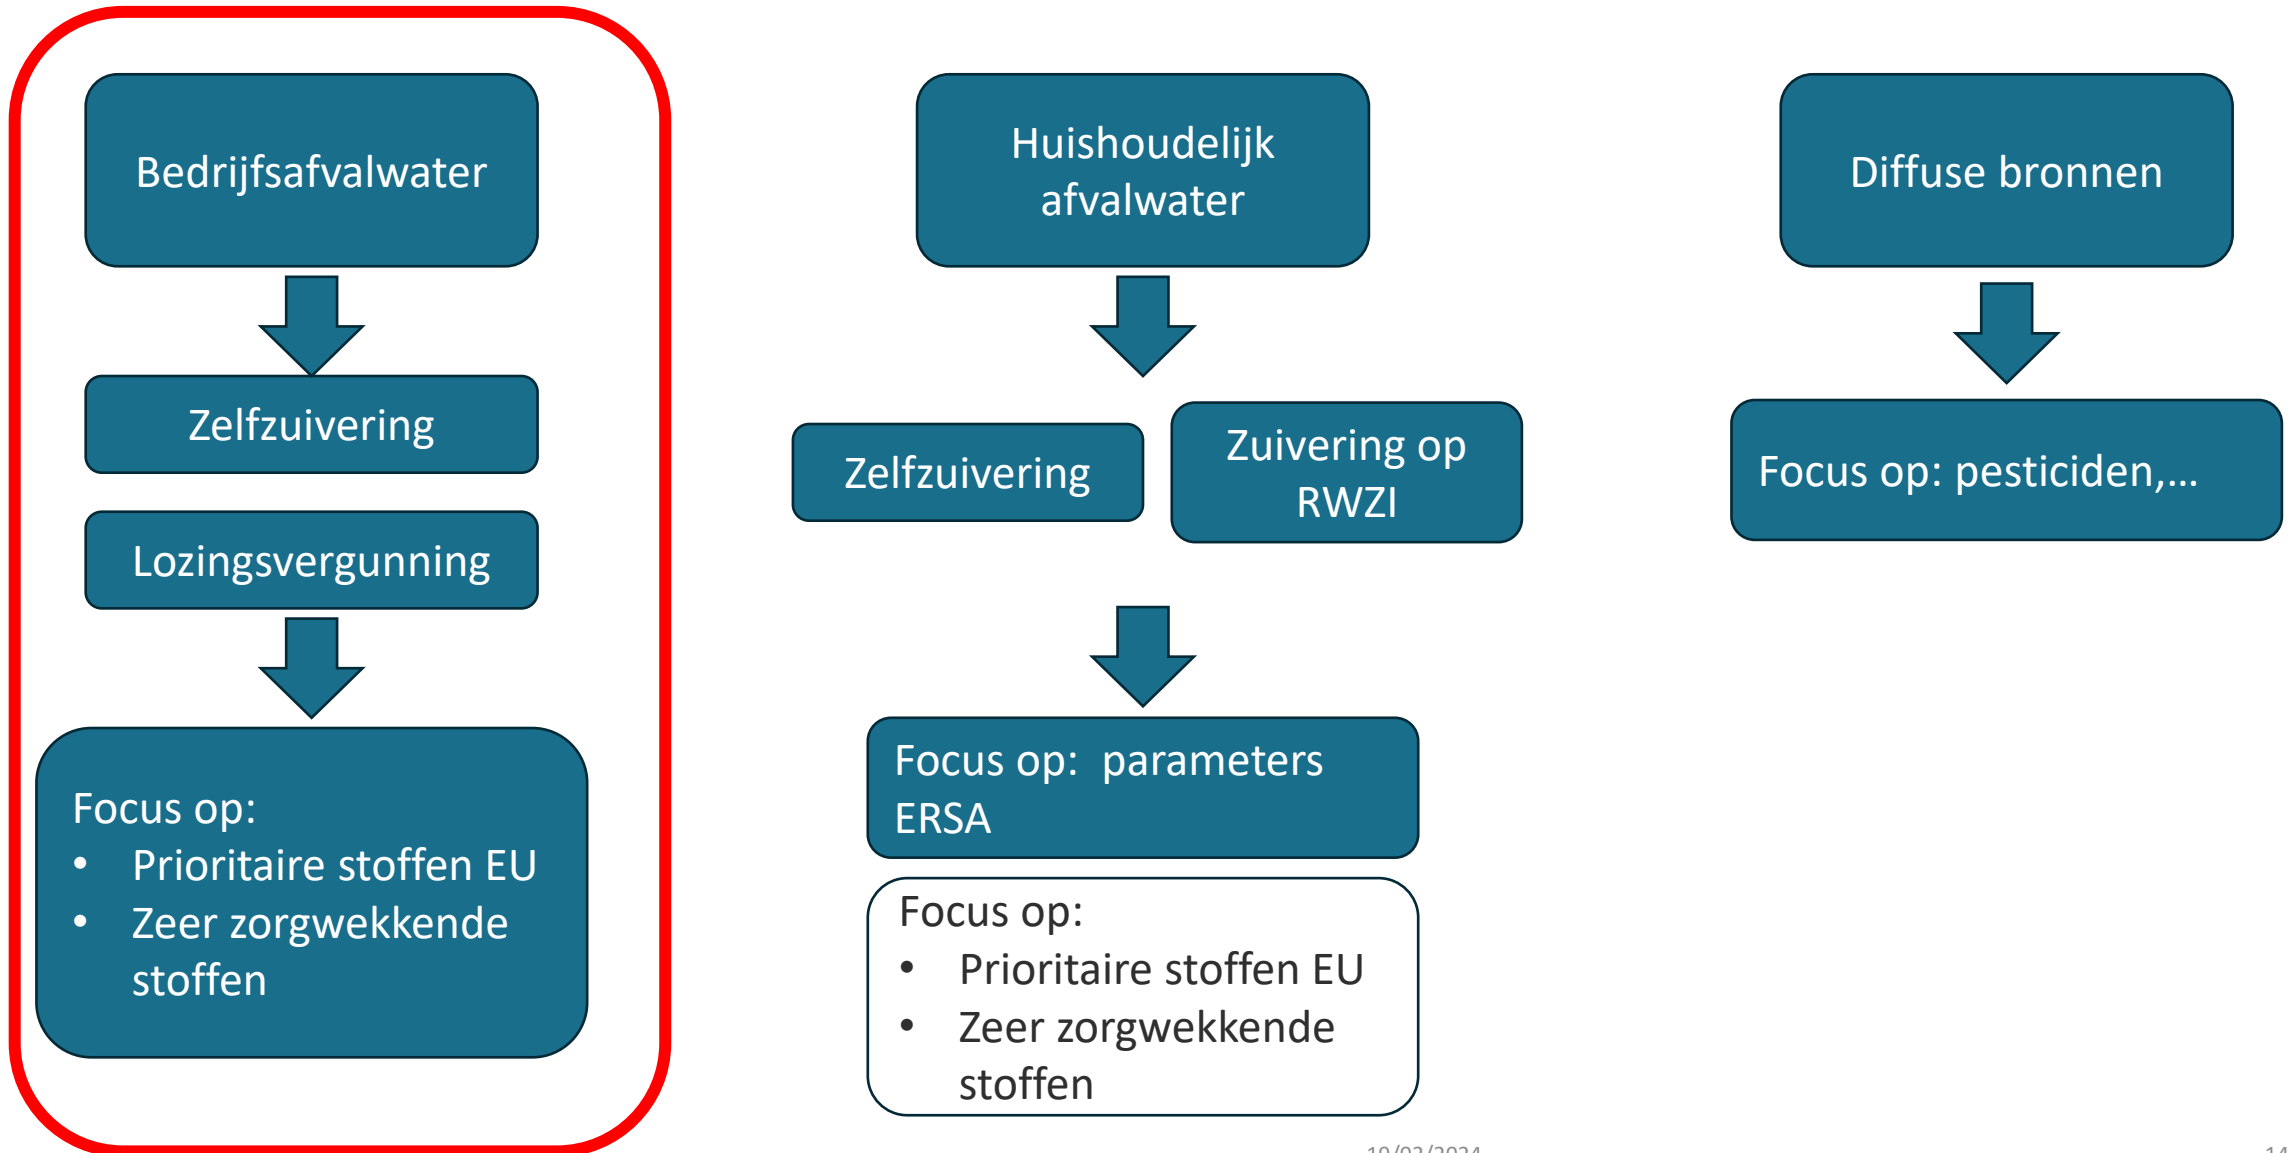 Bedrijfsafvalwater
Zelfzuivering
Lozingsvergunning
Focus op:
• Prioritaire stoffen EU
• Zeer zorgwekkende
stoffen
Huishoudelijk
afvalwater
Zelfzuivering
Zuivering op
RWZI
Focus op:  parameters
ERSA
Focus op:
• Prioritaire stoffen EU
• Zeer zorgwekkende
stoffen
Diffuse bronnen
Focus op: pesticiden,...
14